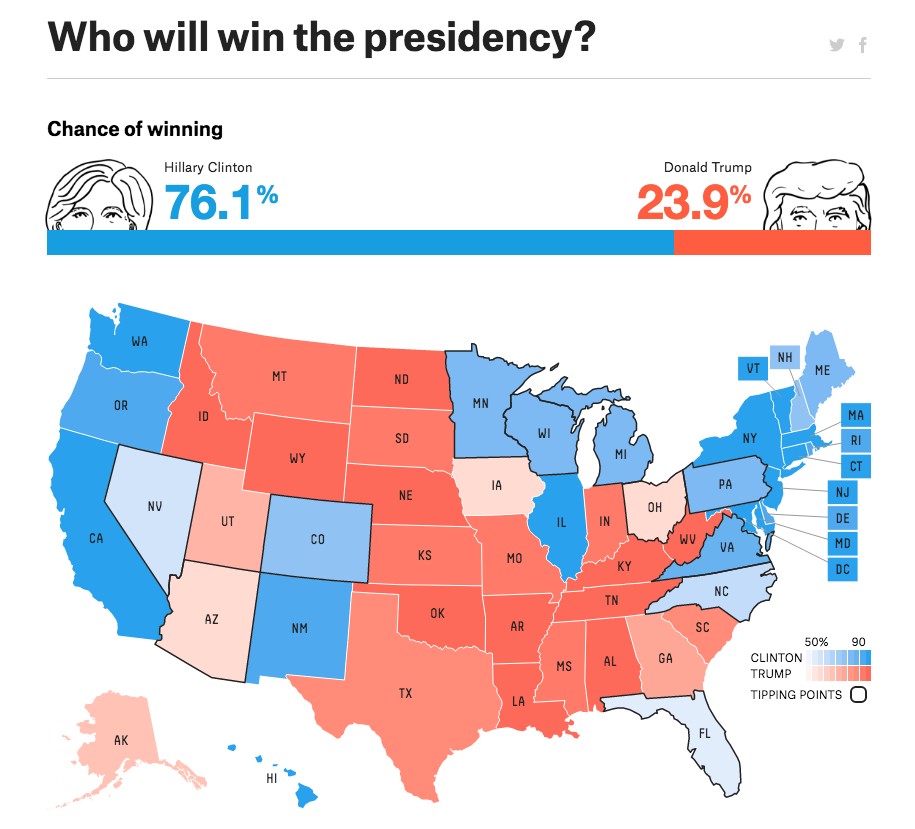 Who will win the presidency?
Chance of winning
Hillary Clinton
76.1%
Donald Trump
23.9%
WA
MT
ND
MN
VT
NH
ME
OR
ID
SD
WI
MI
NY
MA
RI
CT
WY
IA
PA
NJ
NV
UT
NE
IL
IN
OH
DE
CA
CO
KS
MO
KY
WV
VA
MD
DC
AZ
NM
OK
AR
TN
NC
TX
LA
MS
AL
GA
SC
FL
AK
HI
50% 90
CLINTON
TRUMP
TIPPING POINTS